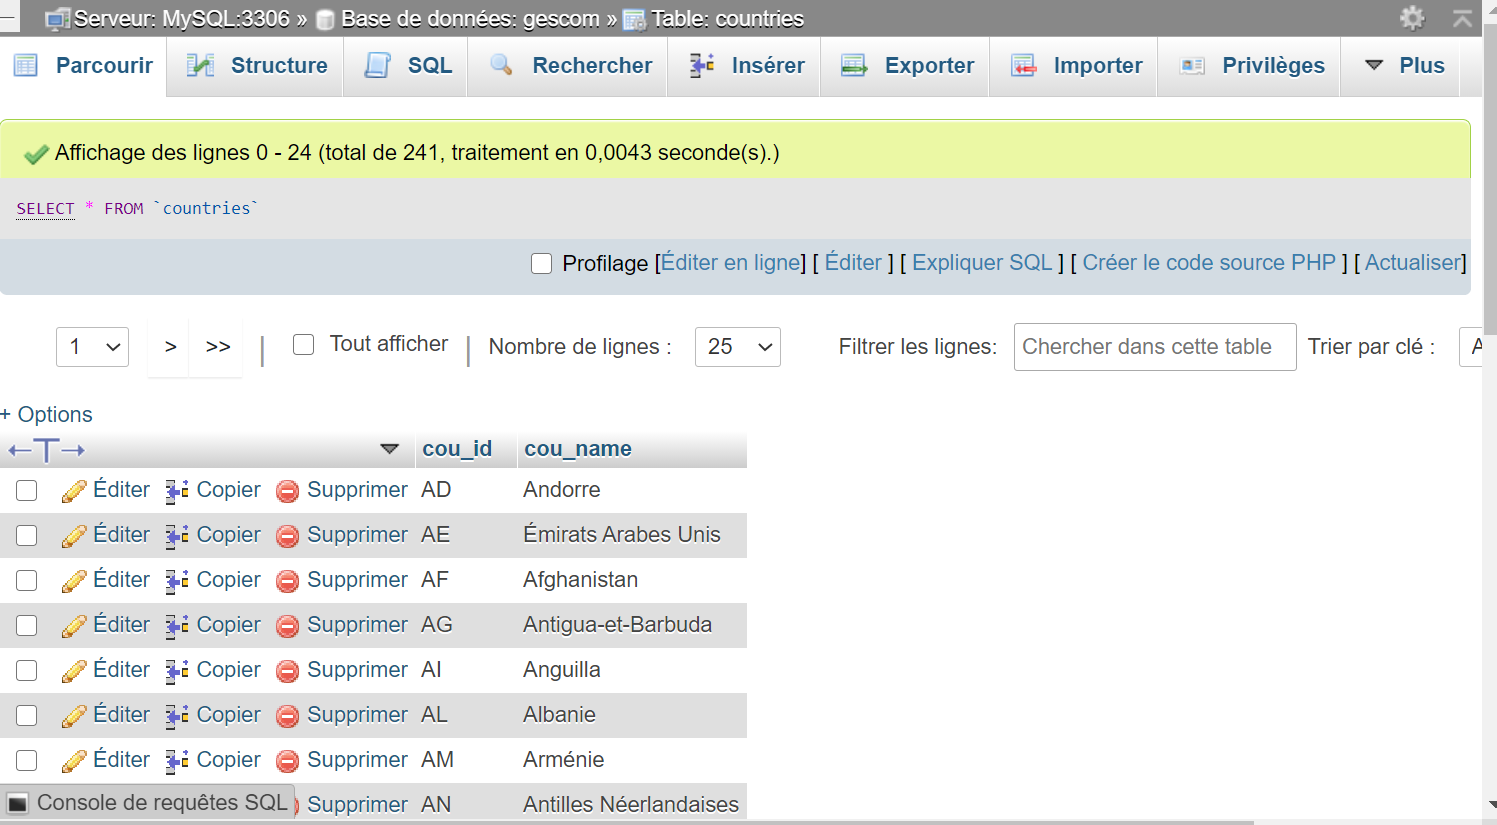 Serveur: MySQL:3306 » Base de données: gescom » Table: countries
Parcourir Structure SQL Rechercher Insérer Exporter Importer Privilèges Plus
Affichage des lignes 0 - 24 (total de 241, traitement en 0,0043 seconde(s).)
SELECT * FROM `countries`
Profilage [Éditer en ligne] [ Éditer ] [ Expliquer SQL ] [ Créer le code source PHP ] [ Actualiser]
1 > >> | Tout afficher | Nombre de lignes : 25 Filtrer les lignes: Chercher dans cette table Trier par clé : A
+ Options
←T→ cou_id cou_name
Éditer Copier Supprimer AD Andorre
Éditer Copier Supprimer AE Émirats Arabes Unis
Éditer Copier Supprimer AF Afghanistan
Éditer Copier Supprimer AG Antigua-et-Barbuda
Éditer Copier Supprimer AI Anguilla
Éditer Copier Supprimer AL Albanie
Éditer Copier Supprimer AM Arménie
Console de requêtes SQL Supprimer AN Antilles Néerlandaises